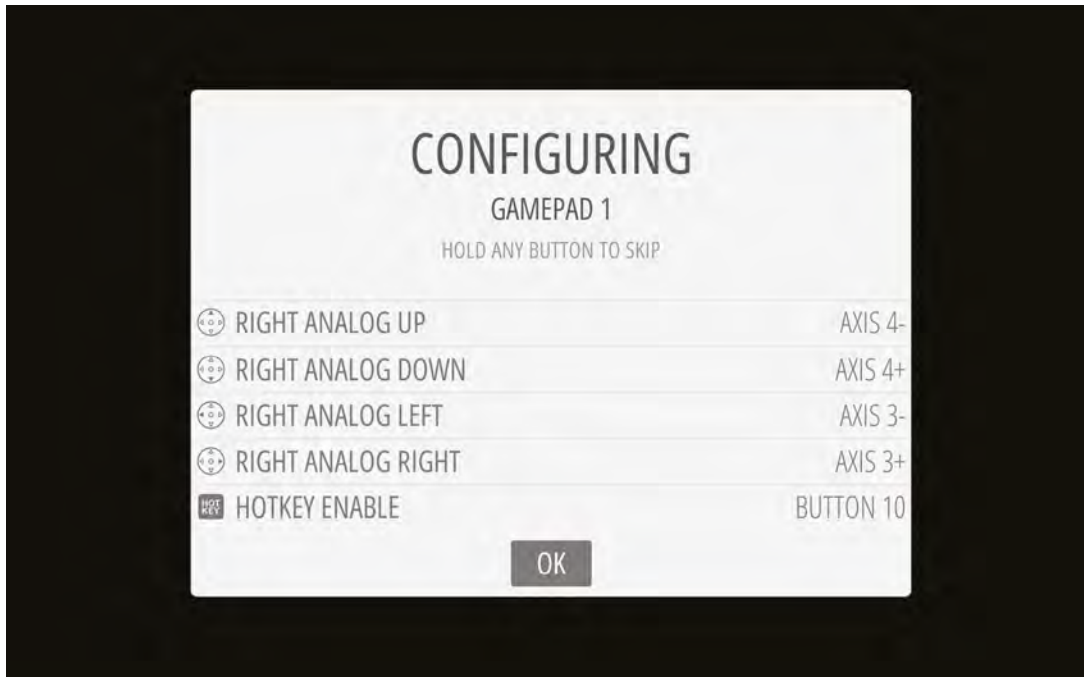 CONFIGURING
GAMEPAD 1
HOLD ANY BUTTON TO SKIP
RIGHT ANALOG UP AXIS 4-
RIGHT ANALOG DOWN AXIS 4+
RIGHT ANALOG LEFT AXIS 3-
RIGHT ANALOG RIGHT AXIS 3+
HOT KEY HOTKEY ENABLE BUTTON 10
OK